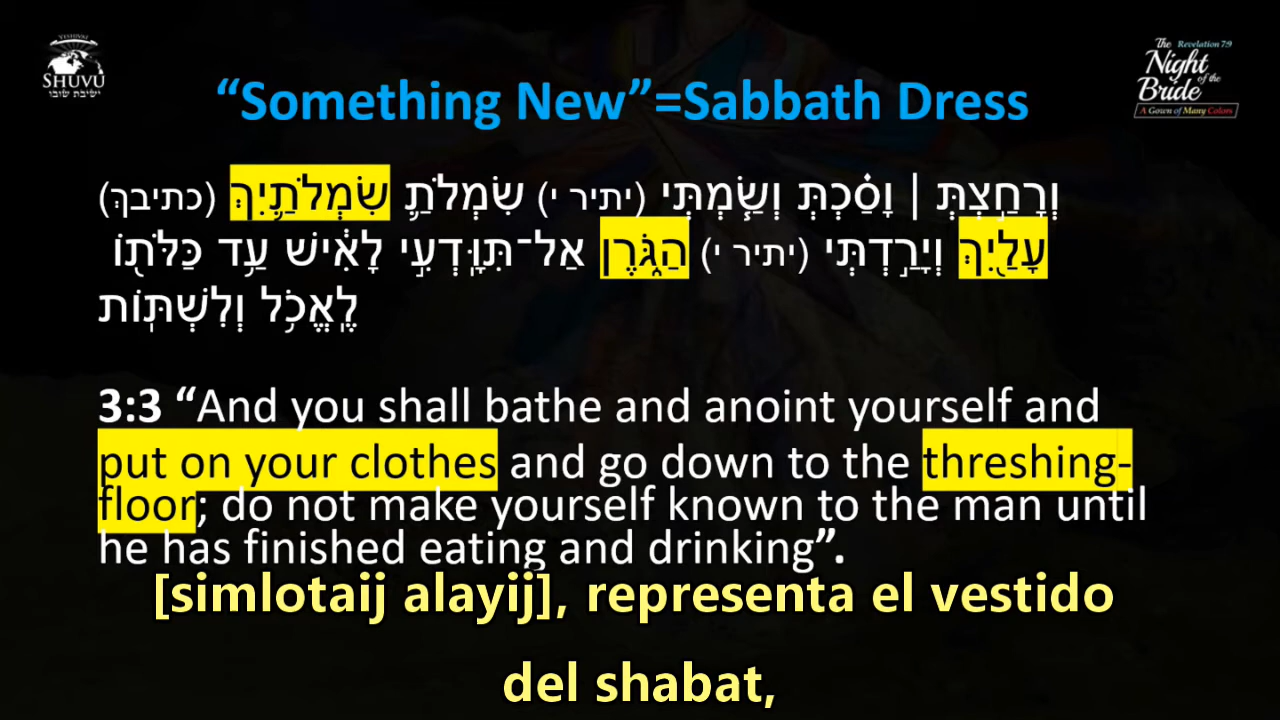 YESHIVAT
SHUVU
ישיבת שובו
The Revelation 7:9
Night
of the
Bride
A Gown of Many Colors
“Something New”=Sabbath Dress
וְרָחַ֣צְתְּ | וָסַ֗כְתְּ וְשַׂ֧מְתְּי (יתיר י) שִׂמְלֹתַ֛ שִׂמְלֹתַ֛יִךְ (כתיבךְ)
עָלַ֖יִךְ וְיָרַ֣דְתְּי (יתיר י) הַגֹּ֑רֶן אַל־תִּוָּדְעִ֣י לָאִ֔ישׁ עַ֥ד כַּלֹּת֖וֹ
לֶאֱכֹ֥ל וְלִשְׁתּֽוֹת
3:3 “And you shall bathe and anoint yourself and
put on your clothes and go down to the threshing-
floor; do not make yourself known to the man until
he has finished eating and drinking”.
[simlotaij alayij], representa el vestido
del shabat,